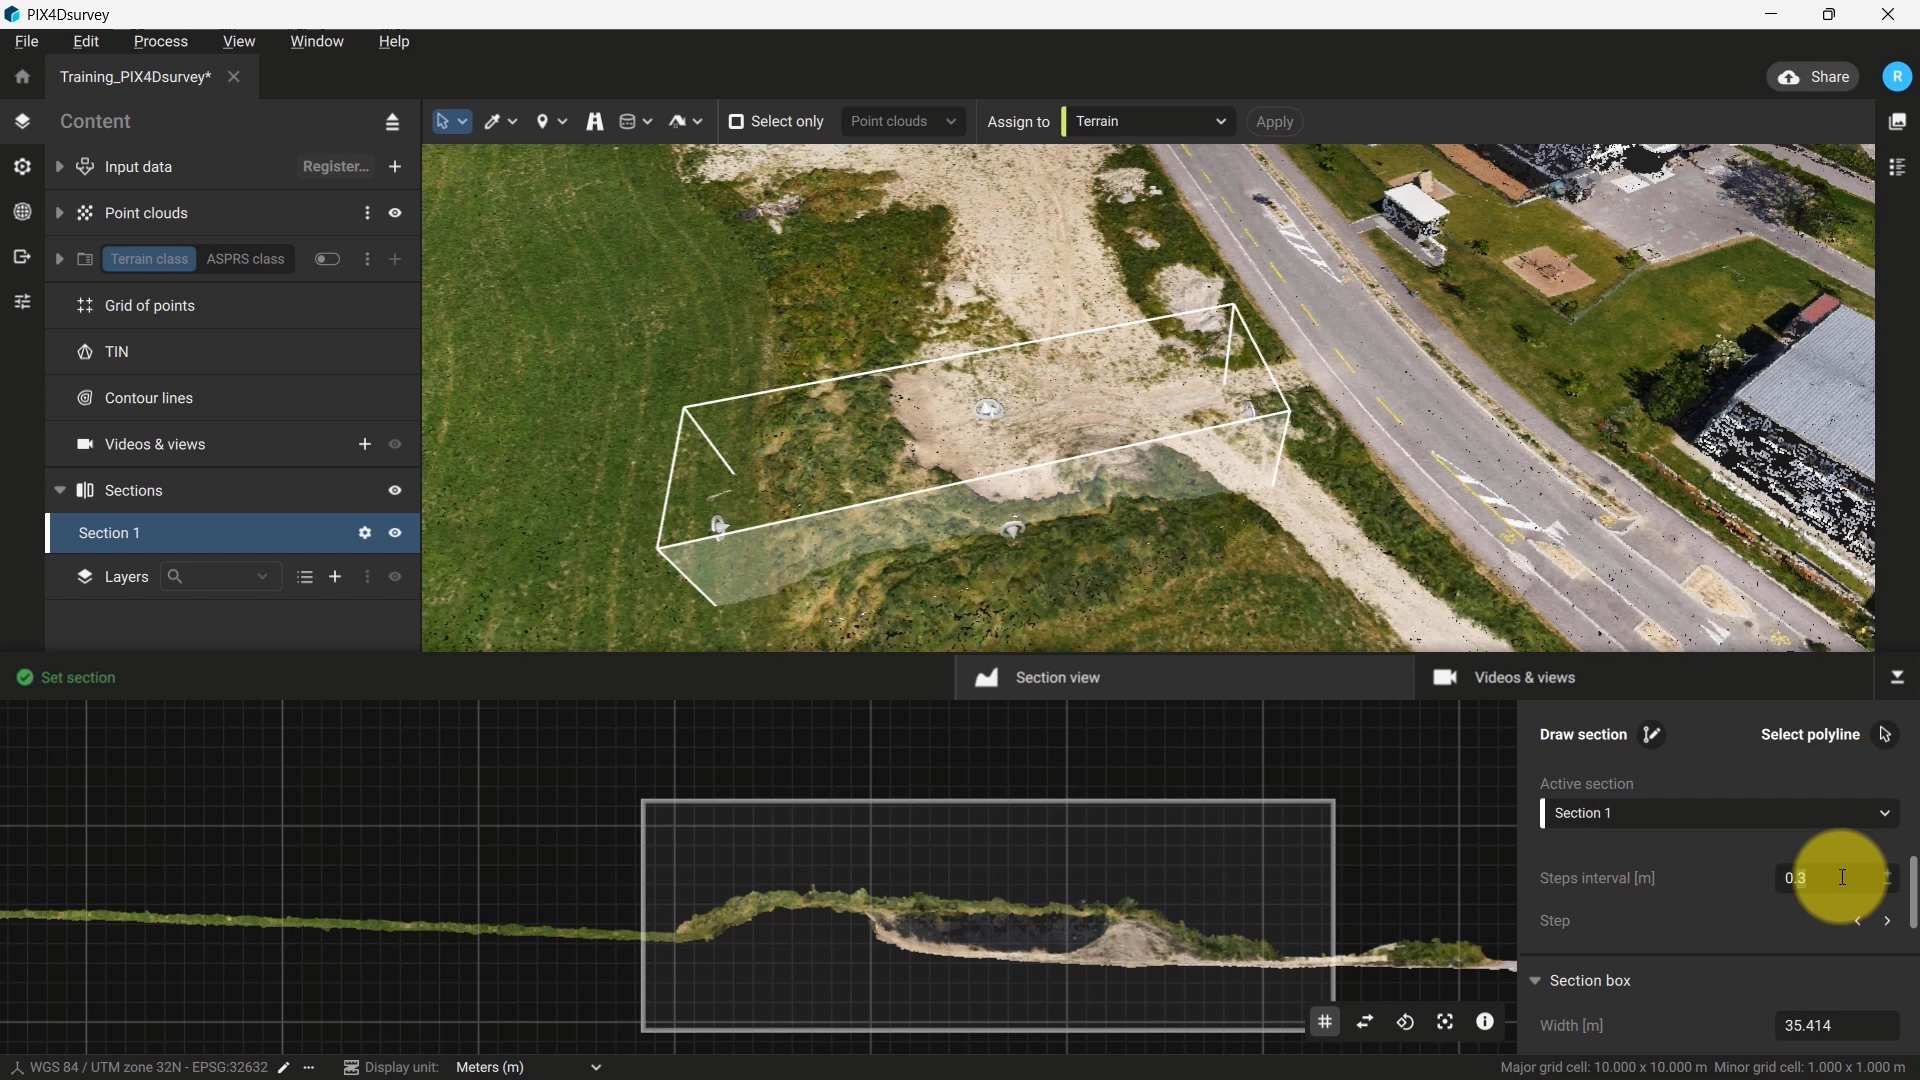 PIX4Dsurvey
File Edit Process View Window Help
Training_PIX4Dsurvey*
Share
R
Content
Select only
Point clouds
Assign to
Terrain
Apply
Input data
Register...
Point clouds
Terrain class
ASPRS class
Grid of points
TIN
Contour lines
Videos & views
Sections
Section 1
Layers
Set section
Section view
Videos & views
Draw section
Select polyline
Active section
Section 1
Steps interval [m]
0.3
Step
Section box
Width [m]
35.414
WGS 84 / UTM zone 32N - EPSG:32632
Display unit:
Meters (m)
Major grid cell: 10.000 x 10.000 m Minor grid cell: 1.000 x 1.000 m